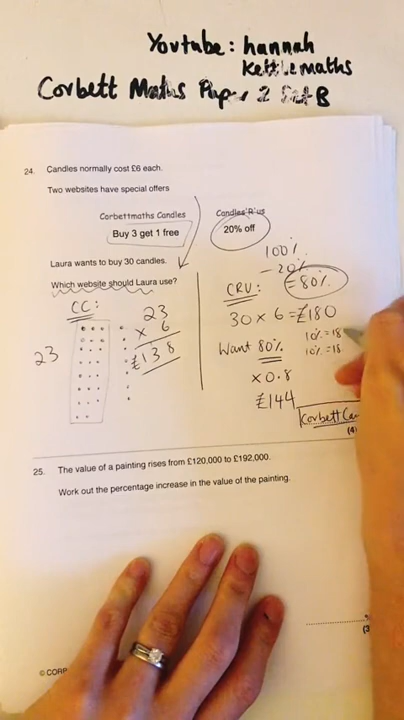 Youtube: hannah
kettlemaths
Corbett Maths Paper 2 Set B
24. Candles normally cost £6 each.
Two websites have special offers
Corbettmaths Candles
Buy 3 get 1 free
Candles'R'us
20% off
Laura wants to buy 30 candles.
Which website should Laura use?
CC:
23
23
x 6
£138
100%
-20%
=80%
CRU:
30 x 6 = £180
10% = 18
10% = 18
Want 80%
x 0.8
£144
Corbett
(4)
25. The value of a painting rises from £120,000 to £192,000.
Work out the percentage increase in the value of the painting.
(3
© CORP